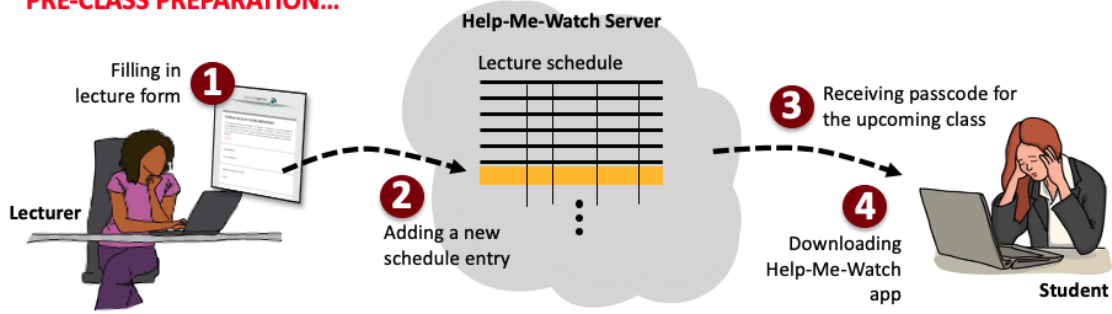 PRE-CLASS PREPARATION...
Help-Me-Watch Server
Lecture schedule
1
Filling in
lecture form
Lecturer
2
Adding a new
schedule entry
3
Receiving passcode for
the upcoming class
4
Downloading
Help-Me-Watch
app
Student